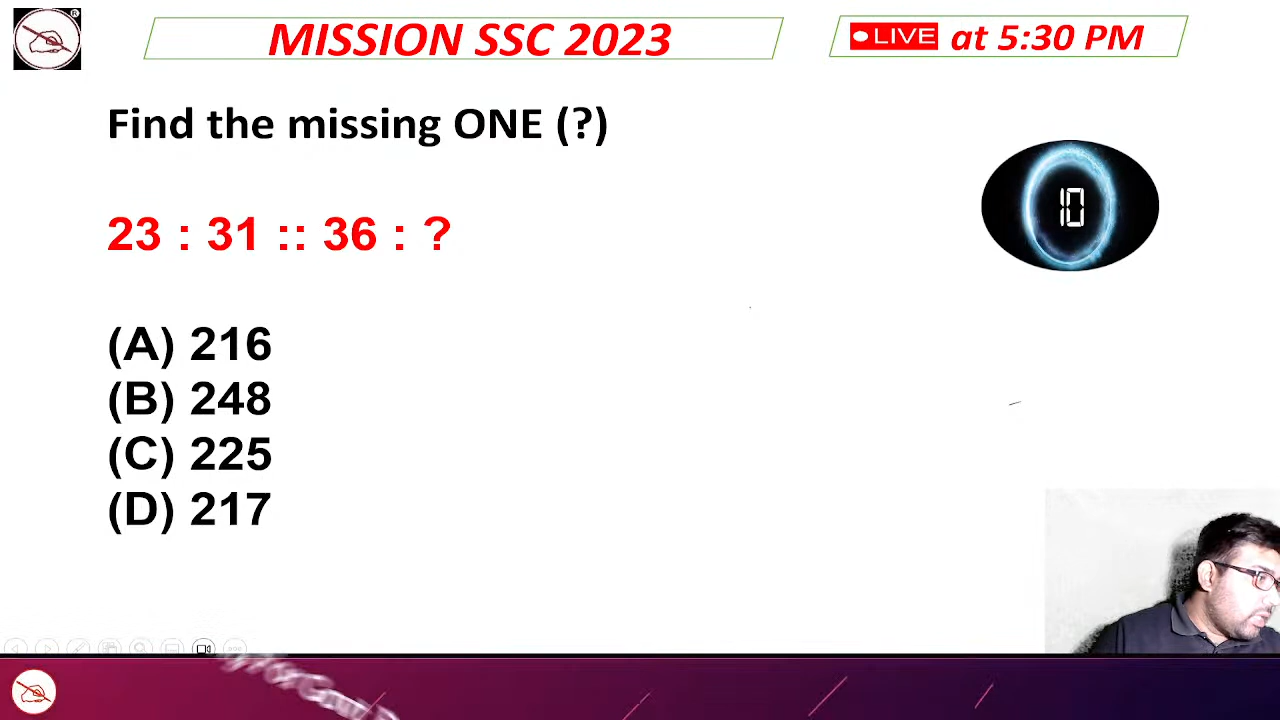 MISSION SSC 2023
LIVE at 5:30 PM
Find the missing ONE (?)
10
23 : 31 :: 36 : ?
(A) 216
(B) 248
(C) 225
(D) 217